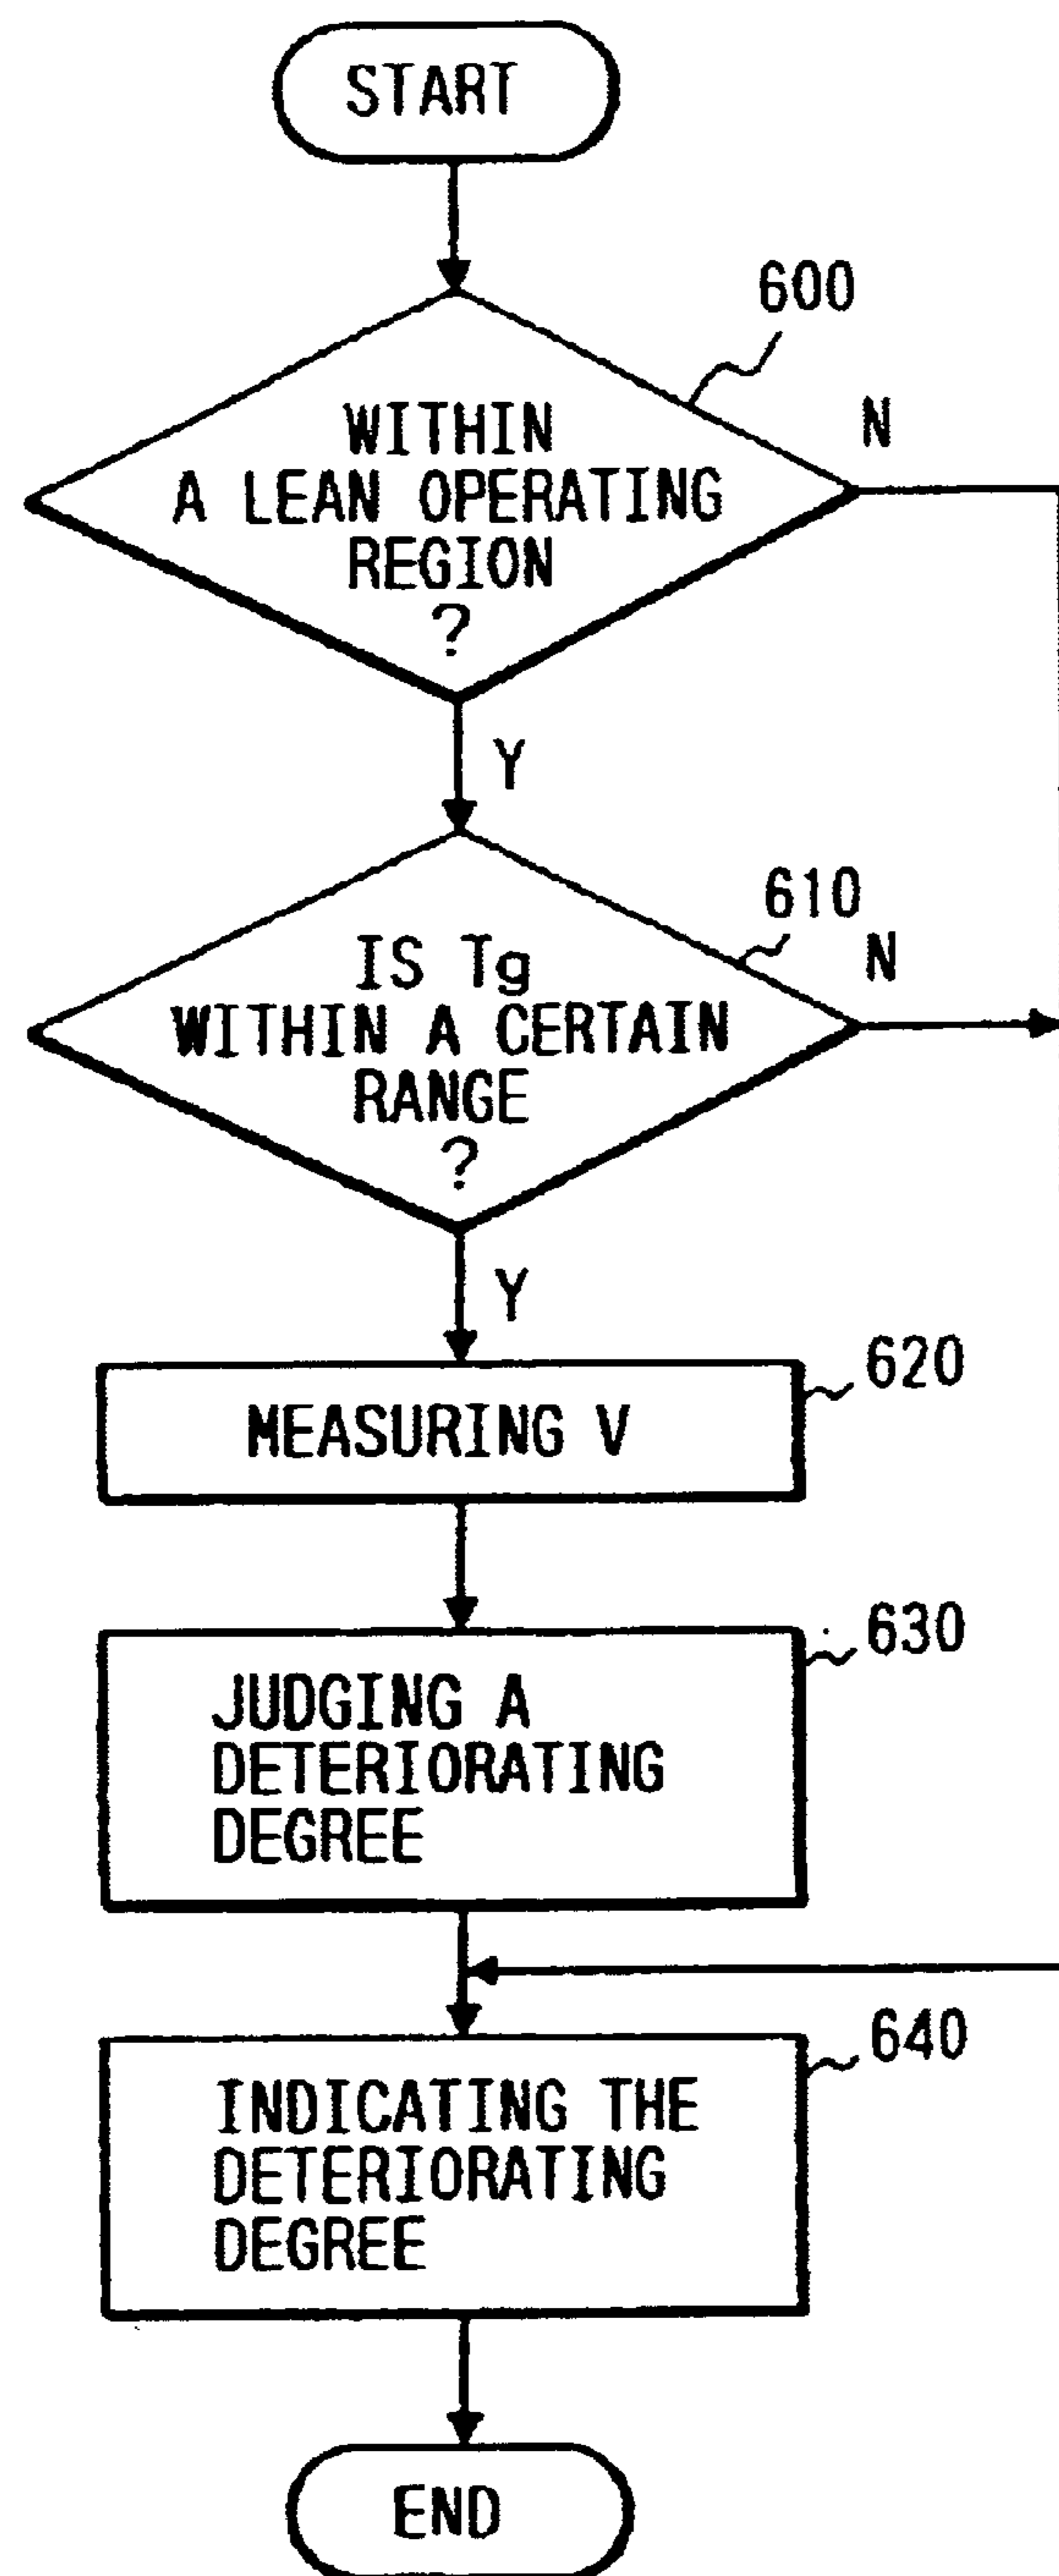 START
600
WITHIN
A LEAN OPERATING
REGION
?
N
Y
610
IS Tg
WITHIN A CERTAIN
RANGE
?
N
Y
620
MEASURING V
630
JUDGING A
DETERIORATING
DEGREE
640
INDICATING THE
DETERIORATING
DEGREE
END